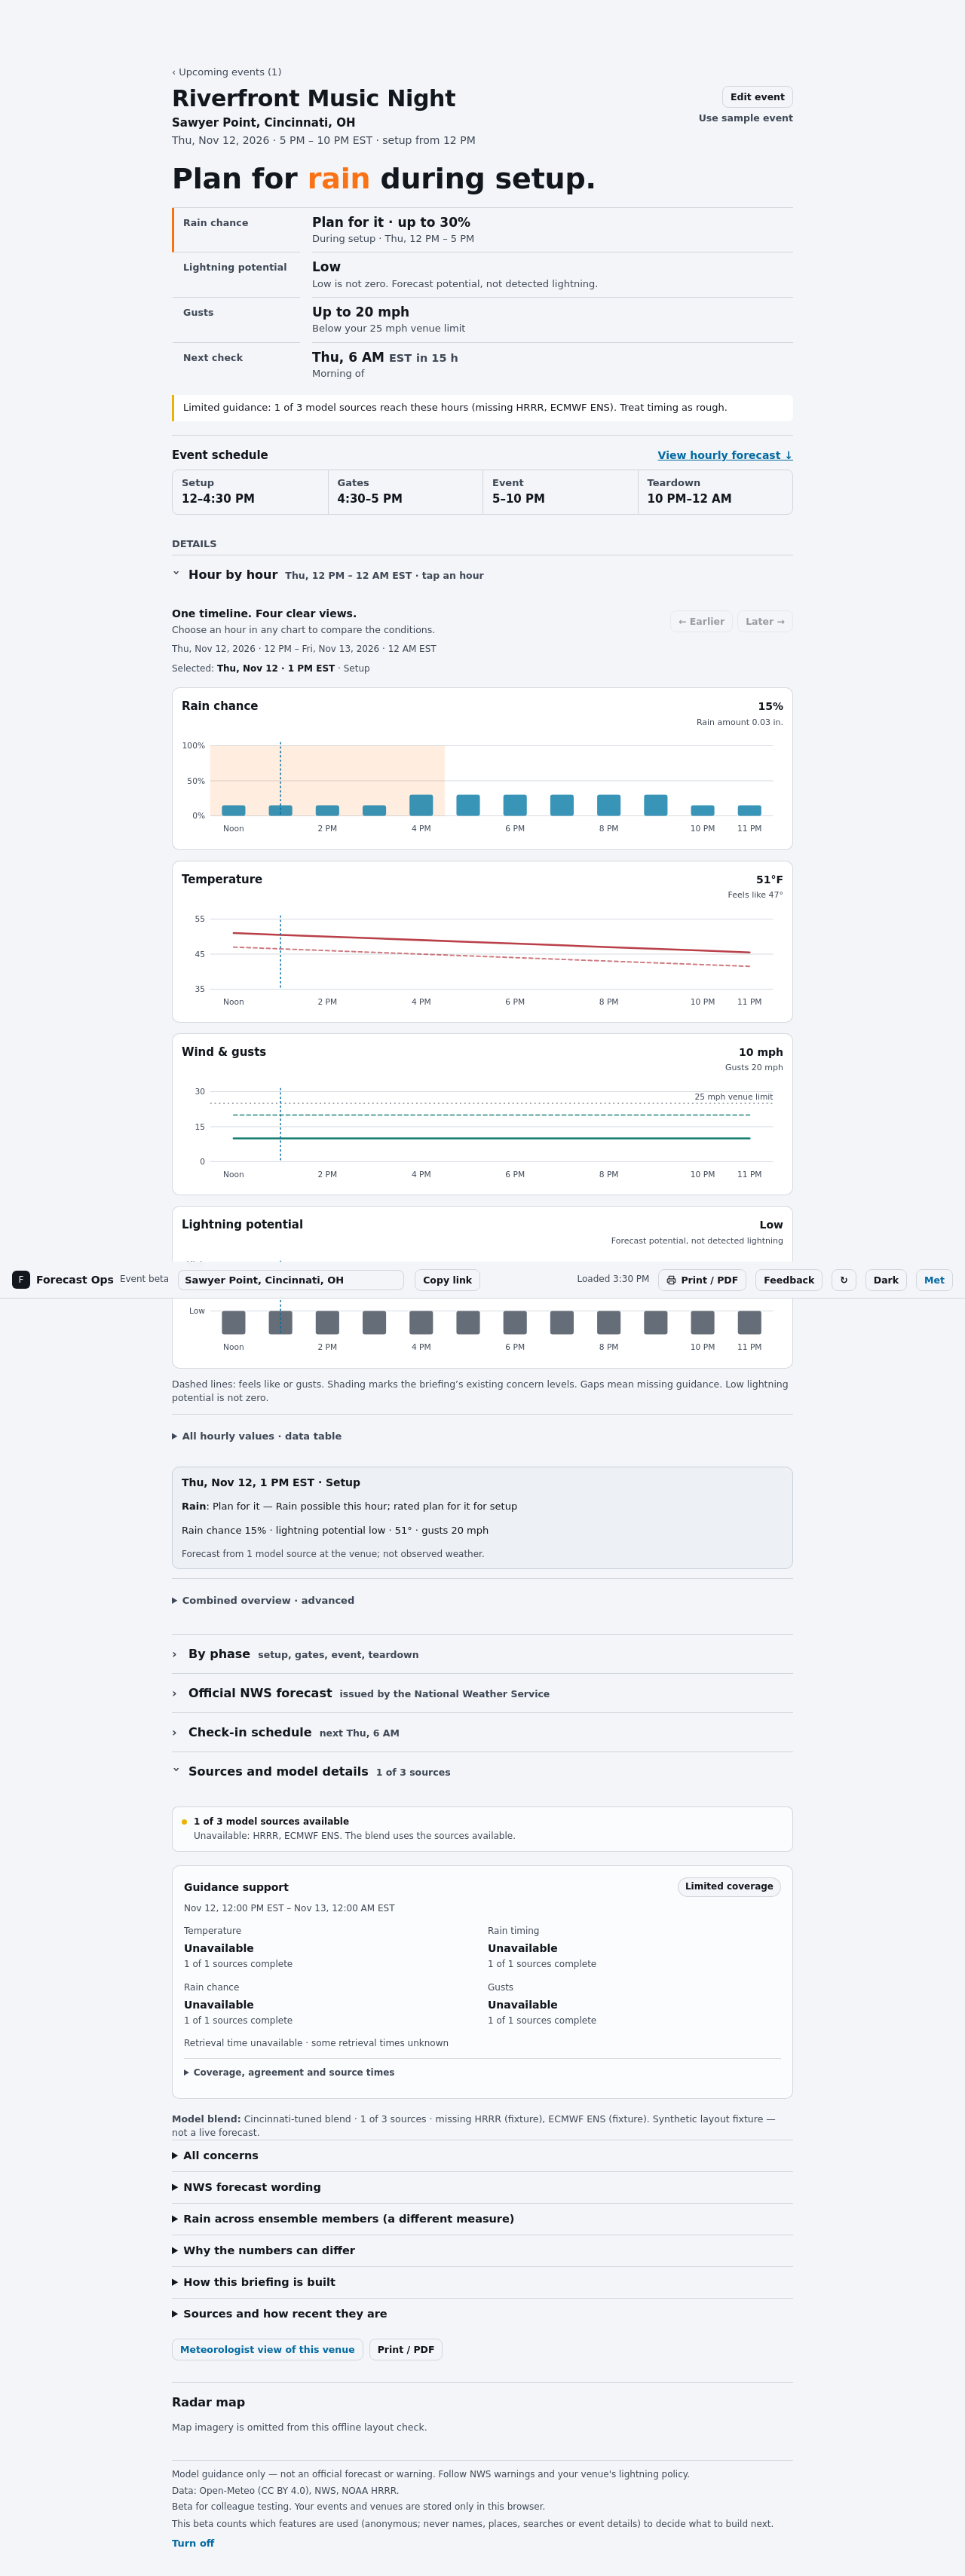 ‹ Upcoming events (1)
Riverfront Music Night
Edit event
Sawyer Point, Cincinnati, OH
Use sample event
Thu, Nov 12, 2026 · 5 PM – 10 PM EST · setup from 12 PM
Plan for rain during setup.
Rain chance
Plan for it · up to 30%
During setup · Thu, 12 PM – 5 PM
Lightning potential
Low
Low is not zero. Forecast potential, not detected lightning.
Gusts
Up to 20 mph
Below your 25 mph venue limit
Next check
Thu, 6 AM EST in 15 h
Morning of
Limited guidance: 1 of 3 model sources reach these hours (missing HRRR, ECMWF ENS). Treat timing as rough.
Event schedule
View hourly forecast ↓
Setup
12–4:30 PM
Gates
4:30–5 PM
Event
5–10 PM
Teardown
10 PM–12 AM
DETAILS
Hour by hour Thu, 12 PM – 12 AM EST · tap an hour
One timeline. Four clear views.
← Earlier
Later →
Choose an hour in any chart to compare the conditions.
Thu, Nov 12, 2026 · 12 PM – Fri, Nov 13, 2026 · 12 AM EST
Selected: Thu, Nov 12 · 1 PM EST · Setup
Rain chance
15%
Rain amount 0.03 in.
100%
50%
0%
Noon 2 PM 4 PM 6 PM 8 PM 10 PM 11 PM
Temperature
51°F
Feels like 47°
55
45
35
Noon 2 PM 4 PM 6 PM 8 PM 10 PM 11 PM
Wind & gusts
10 mph
Gusts 20 mph
30
25 mph venue limit
15
0
Noon 2 PM 4 PM 6 PM 8 PM 10 PM 11 PM
Lightning potential
Low
Forecast potential, not detected lightning
F Forecast Ops Event beta
Sawyer Point, Cincinnati, OH
Copy link
Loaded 3:30 PM
Print / PDF
Feedback
↻
Dark
Met
Low
Noon 2 PM 4 PM 6 PM 8 PM 10 PM 11 PM
Dashed lines: feels like or gusts. Shading marks the briefing’s existing concern levels. Gaps mean missing guidance. Low lightning
potential is not zero.
All hourly values · data table
Thu, Nov 12, 1 PM EST · Setup
Rain: Plan for it — Rain possible this hour; rated plan for it for setup
Rain chance 15% · lightning potential low · 51° · gusts 20 mph
Forecast from 1 model source at the venue; not observed weather.
Combined overview · advanced
By phase setup, gates, event, teardown
Official NWS forecast issued by the National Weather Service
Check-in schedule next Thu, 6 AM
Sources and model details 1 of 3 sources
1 of 3 model sources available
Unavailable: HRRR, ECMWF ENS. The blend uses the sources available.
Guidance support
Limited coverage
Nov 12, 12:00 PM EST – Nov 13, 12:00 AM EST
Temperature
Unavailable
1 of 1 sources complete
Rain timing
Unavailable
1 of 1 sources complete
Rain chance
Unavailable
1 of 1 sources complete
Gusts
Unavailable
1 of 1 sources complete
Retrieval time unavailable · some retrieval times unknown
Coverage, agreement and source times
Model blend: Cincinnati-tuned blend · 1 of 3 sources · missing HRRR (fixture), ECMWF ENS (fixture). Synthetic layout fixture —
not a live forecast.
All concerns
NWS forecast wording
Rain across ensemble members (a different measure)
Why the numbers can differ
How this briefing is built
Sources and how recent they are
Meteorologist view of this venue
Print / PDF
Radar map
Map imagery is omitted from this offline layout check.
Model guidance only — not an official forecast or warning. Follow NWS warnings and your venue's lightning policy.
Data: Open-Meteo (CC BY 4.0), NWS, NOAA HRRR.
Beta for colleague testing. Your events and venues are stored only in this browser.
This beta counts which features are used (anonymous; never names, places, searches or event details) to decide what to build next.
Turn off